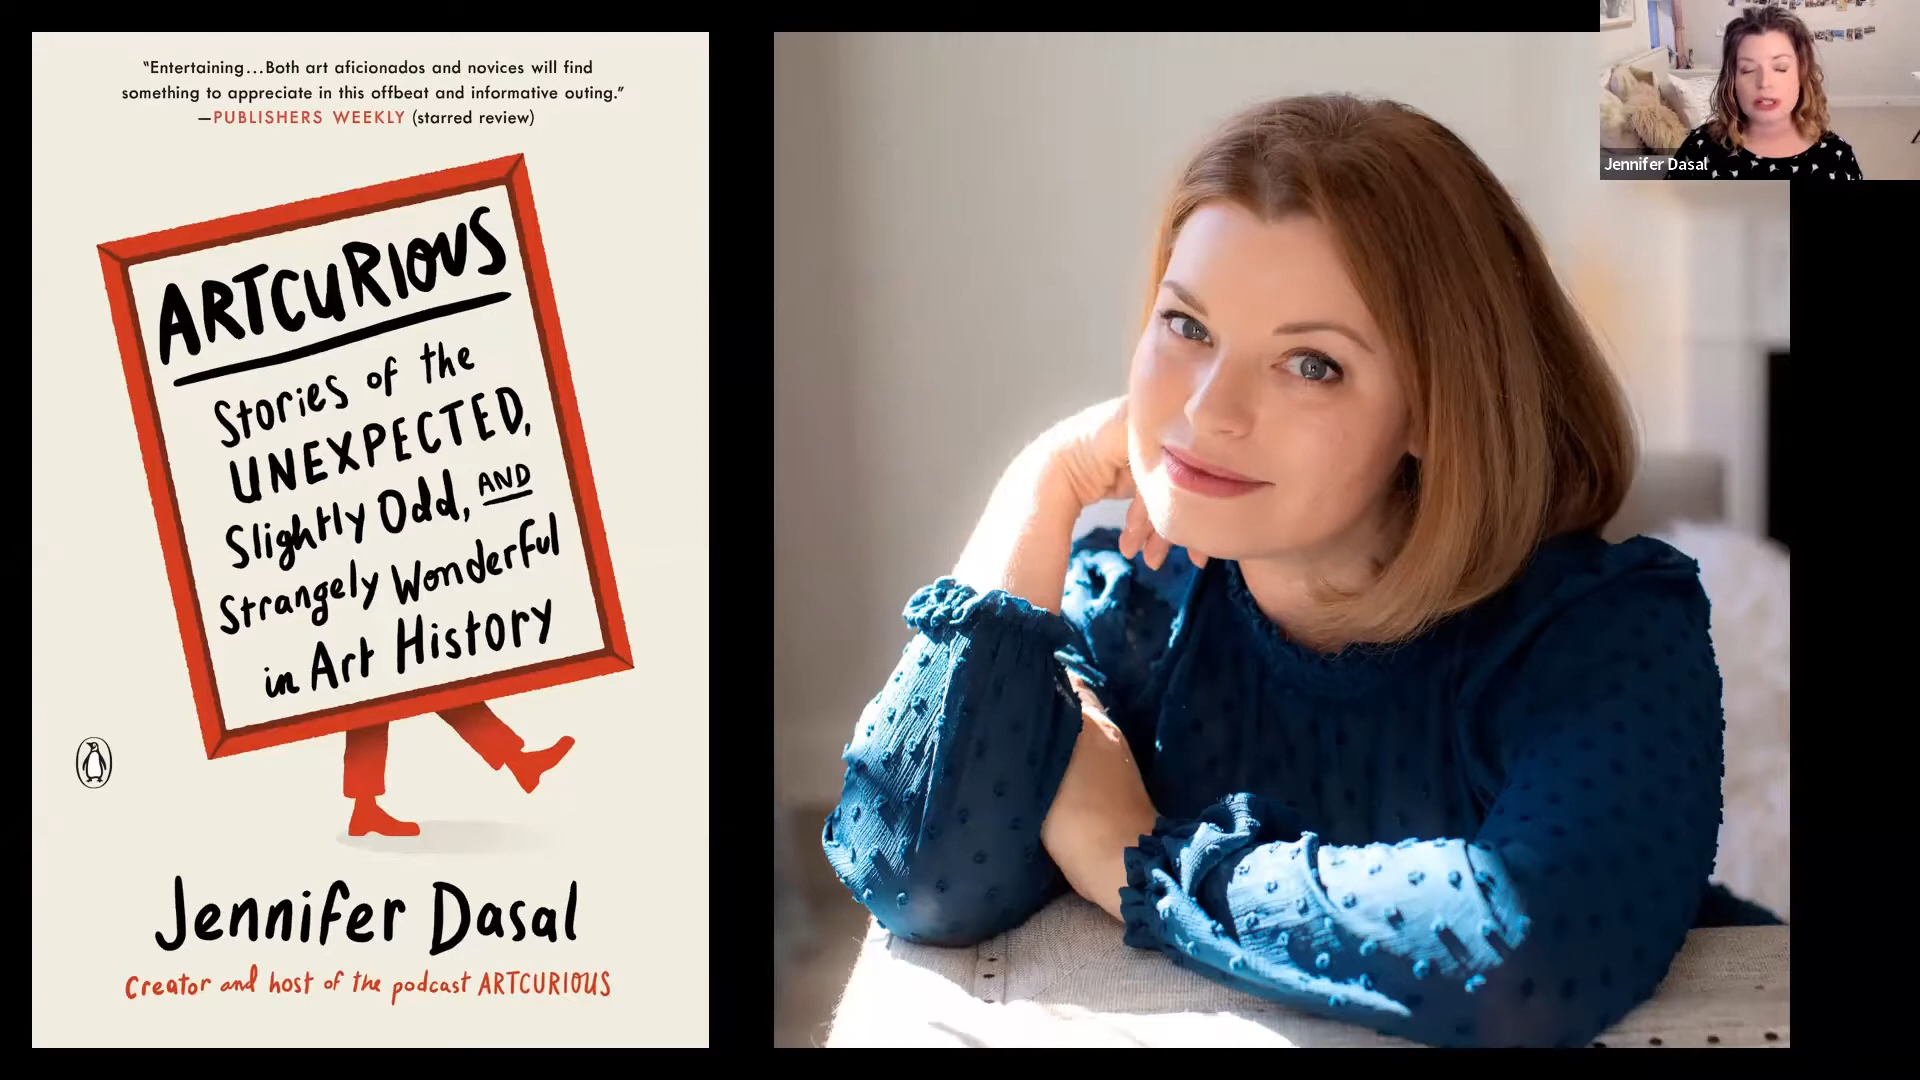 “Entertaining...Both art aficionados and novices will find
something to appreciate in this offbeat and informative outing.”
—PUBLISHERS WEEKLY (starred review)
ARTCURIOUS
Stories of the
UNEXPECTED,
Slightly Odd, AND
Strangely Wonderful
in Art History
Jennifer Dasal
Creator and host of the podcast ARTCURIOUS
Jennifer Dasal